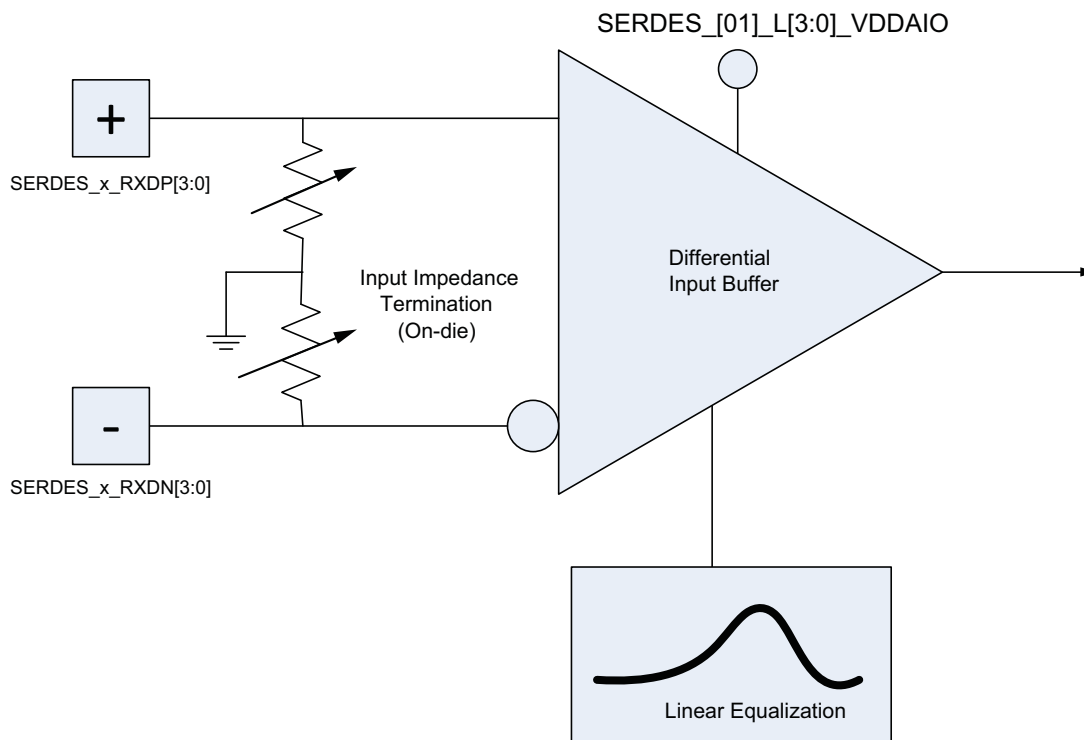 SERDES_[01]_L[3:0]_VDDAIO
+
SERDES_x_RXDP[3:0]
Differential
Input Buffer
Input Impedance
Termination
(On-die)
-
SERDES_x_RXDN[3:0]
Linear Equalization